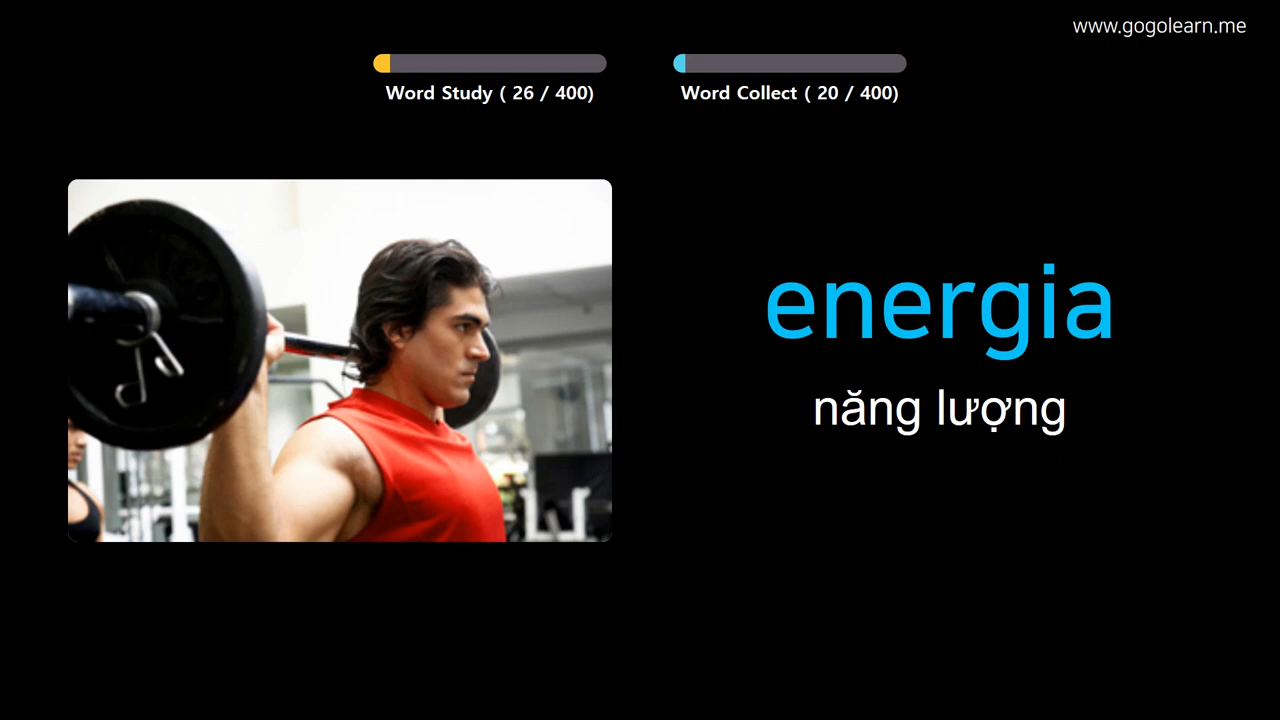 www.gogolearn.me
Word Study ( 26 / 400)
Word Collect ( 20 / 400)
energia
năng lượng